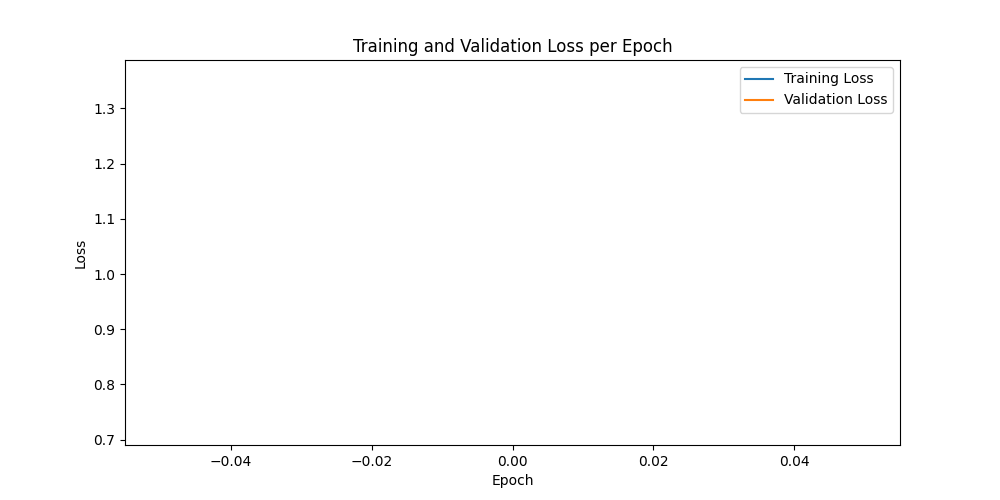 Training and Validation Loss per Epoch
Training Loss
Validation Loss
1.3
1.2
1.1
1.0
0.9
0.8
0.7
Loss
−0.04
−0.02
0.00
0.02
0.04
Epoch